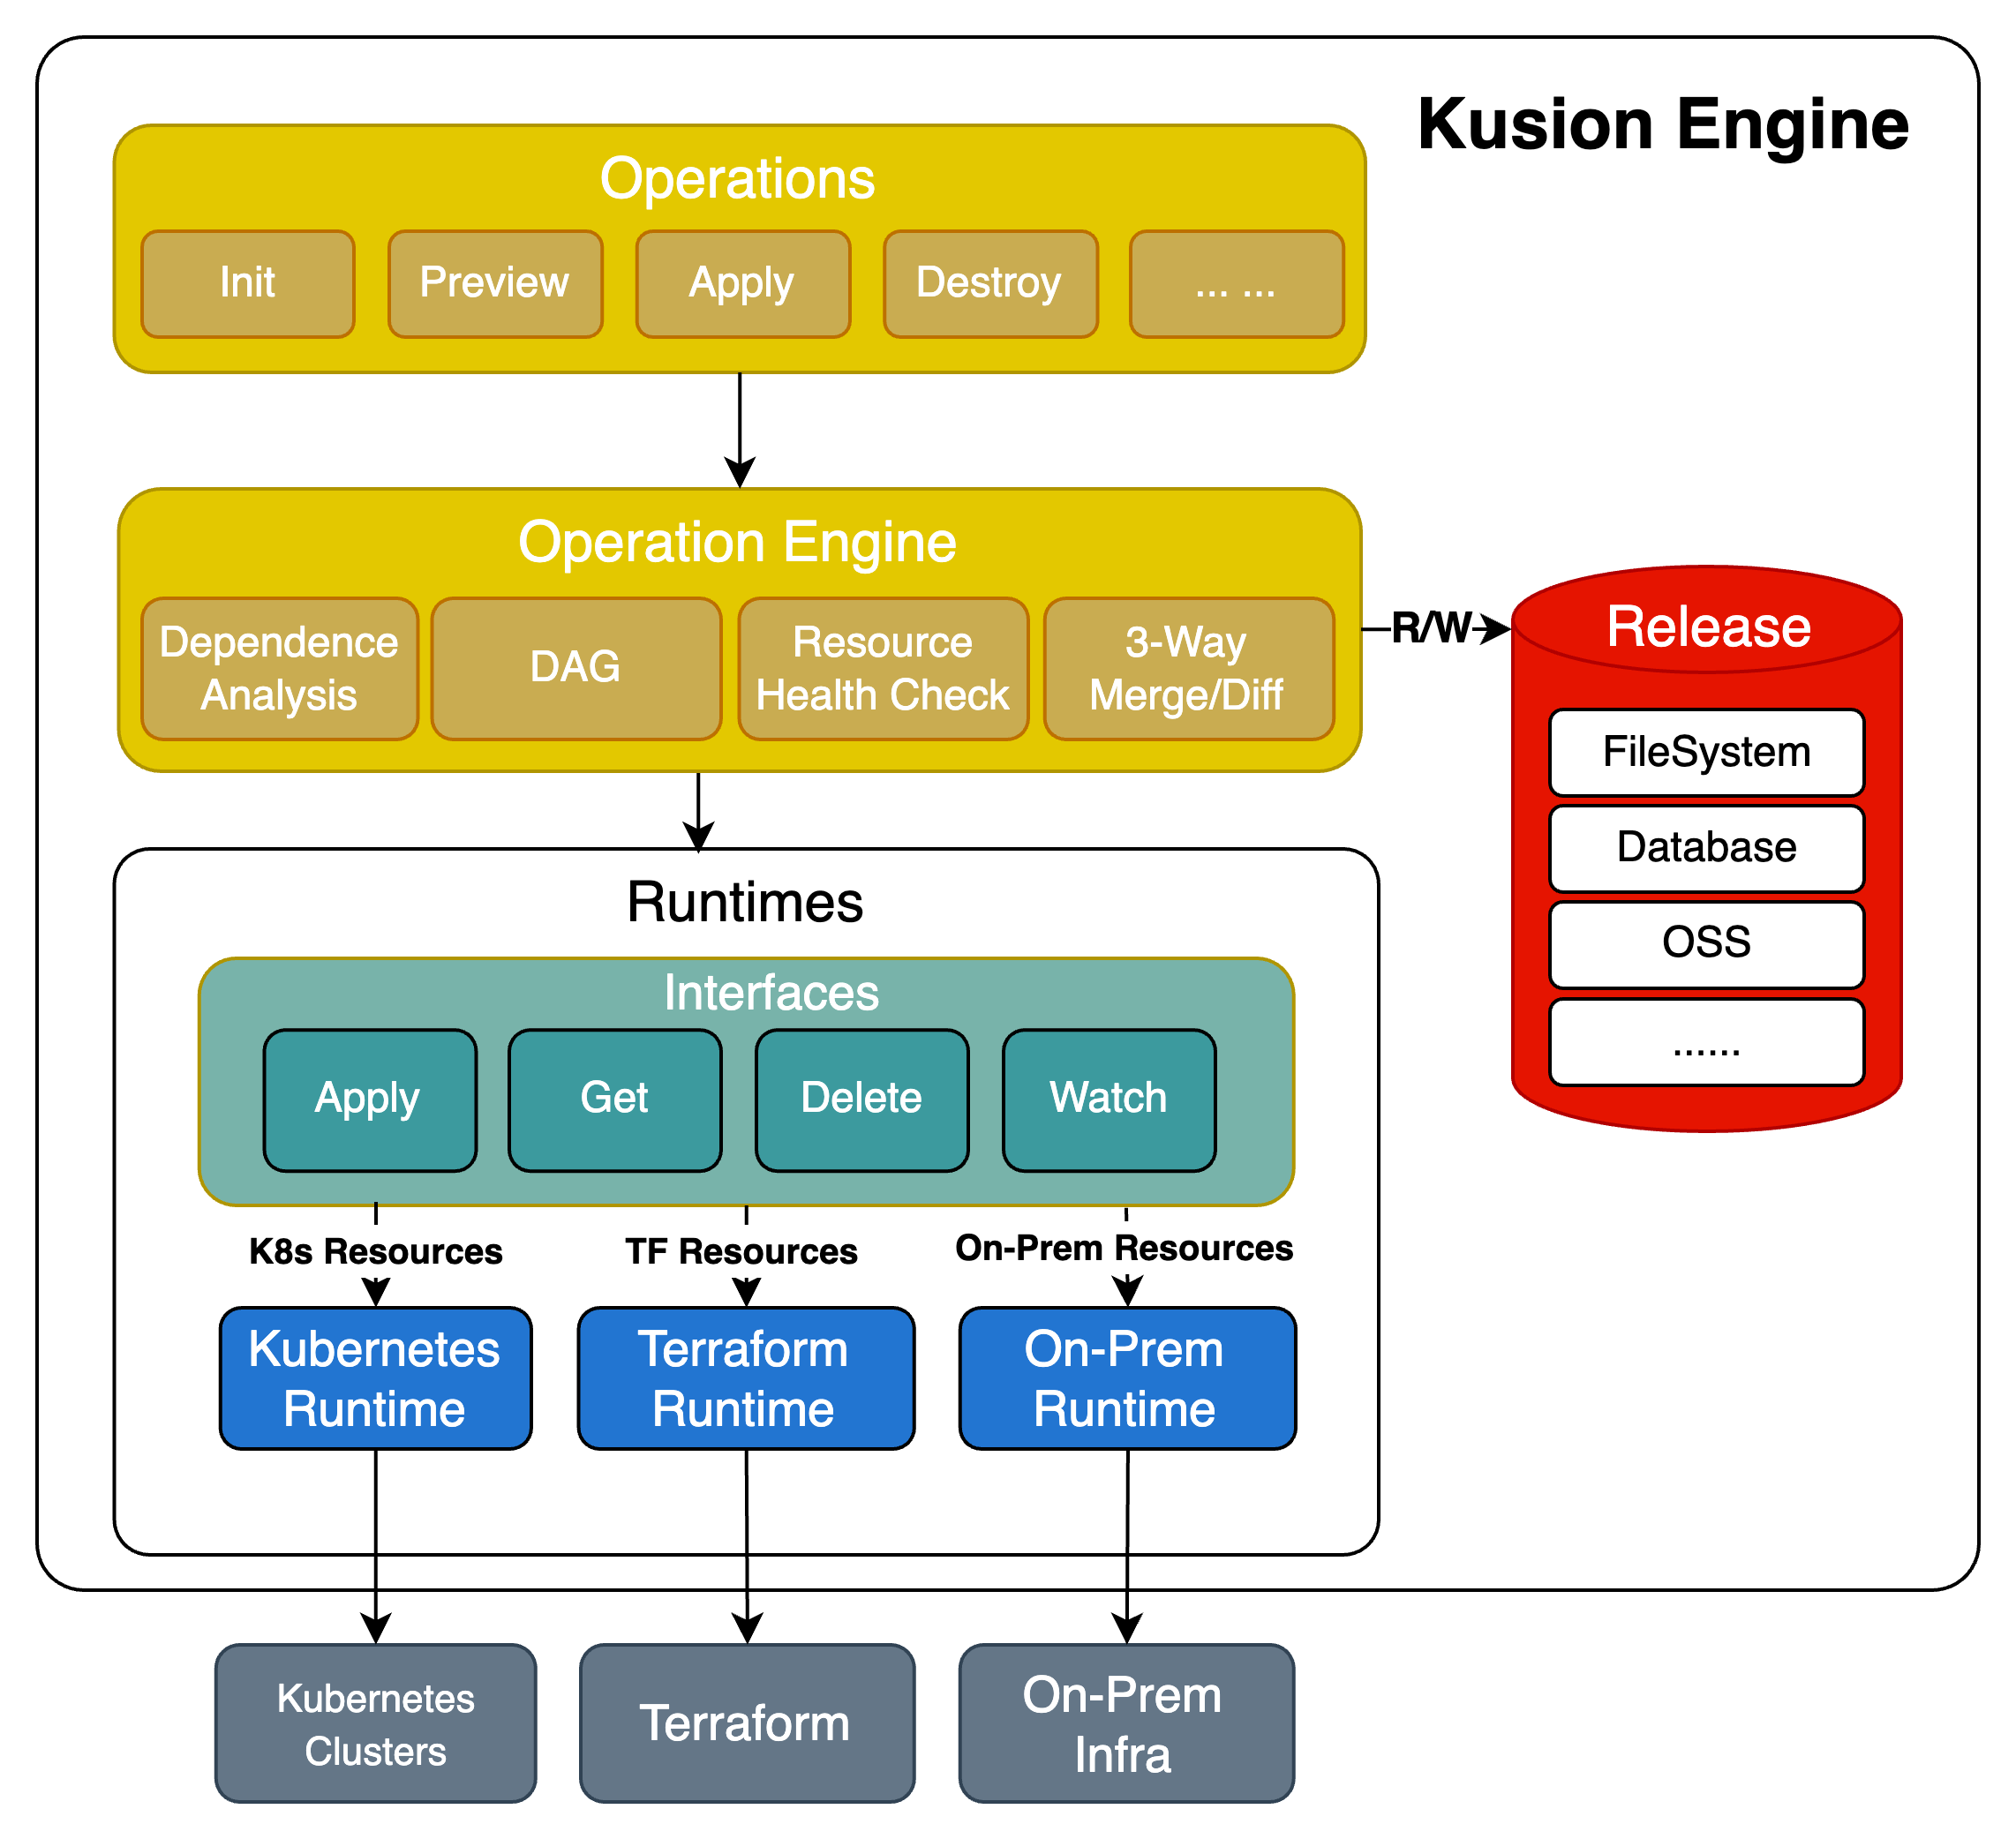 Kusion Engine
Operations
Init
Preview
Apply
Destroy
... ...
Operation Engine
Dependence
Analysis
DAG
Resource
Health Check
3-Way
Merge/Diff
R/W
Release
FileSystem
Database
OSS
......
Runtimes
Interfaces
Apply
Get
Delete
Watch
K8s Resources
TF Resources
On-Prem Resources
Kubernetes
Runtime
Terraform
Runtime
On-Prem
Runtime
Kubernetes
Clusters
Terraform
On-Prem
Infra